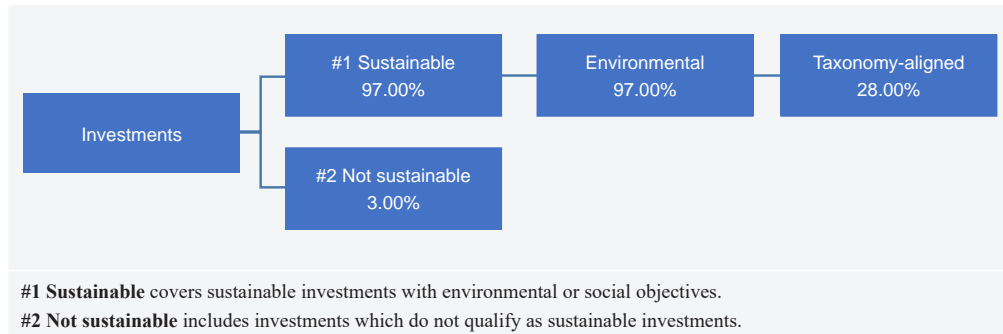 #1 Sustainable
97.00%
Environmental
97.00%
Taxonomy-aligned
28.00%
Investments
#2 Not sustainable
3.00%
#1 Sustainable covers sustainable investments with environmental or social objectives.
#2 Not sustainable includes investments which do not qualify as sustainable investments.